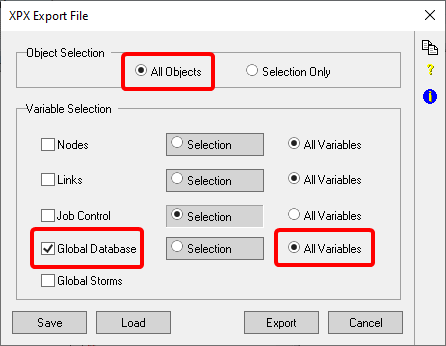 XPX Export File
Object Selection
All Objects Selection Only
Variable Selection
Nodes Selection All Variables
Links Selection All Variables
Job Control Selection All Variables
Global Database Selection All Variables
Global Storms
Save Load Export Cancel